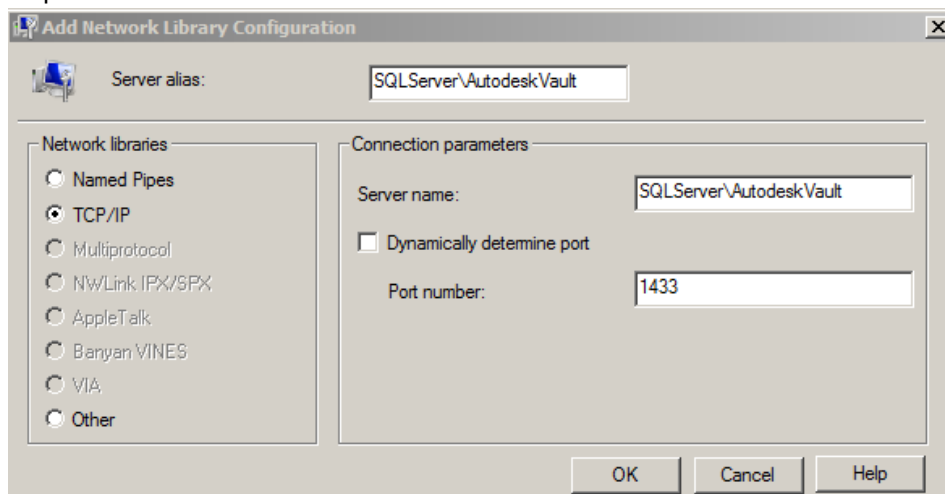 Add Network Library Configuration
Server alias:
SQLServer\AutodeskVault
Network libraries
Named Pipes
TCP/IP
Multiprotocol
NWLink IPX/SPX
AppleTalk
Banyan VINES
VIA
Other
Connection parameters
Server name:
SQLServer\AutodeskVault
Dynamically determine port
Port number:
1433
OK
Cancel
Help